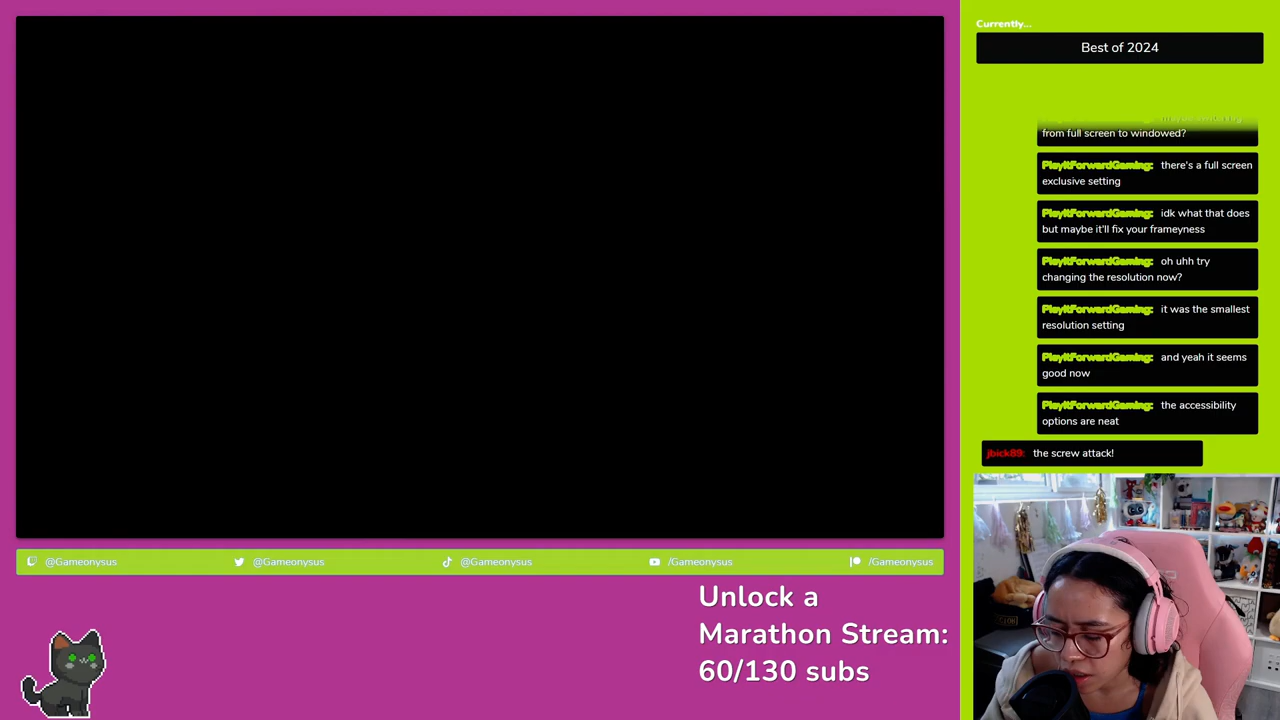 Currently...
Best of 2024
from full screen to windowed?
PlayItForwardGaming: there's a full screen
exclusive setting
PlayItForwardGaming: idk what that does
but maybe it'll fix your frameyness
PlayItForwardGaming: oh uhh try
changing the resolution now?
PlayItForwardGaming: it was the smallest
resolution setting
PlayItForwardGaming: and yeah it seems
good now
PlayItForwardGaming: the accessibility
options are neat
jbick89: the screw attack!
@Gameonysus @Gameonysus @Gameonysus /Gameonysus /Gameonysus
Unlock a
Marathon Stream:
60/130 subs